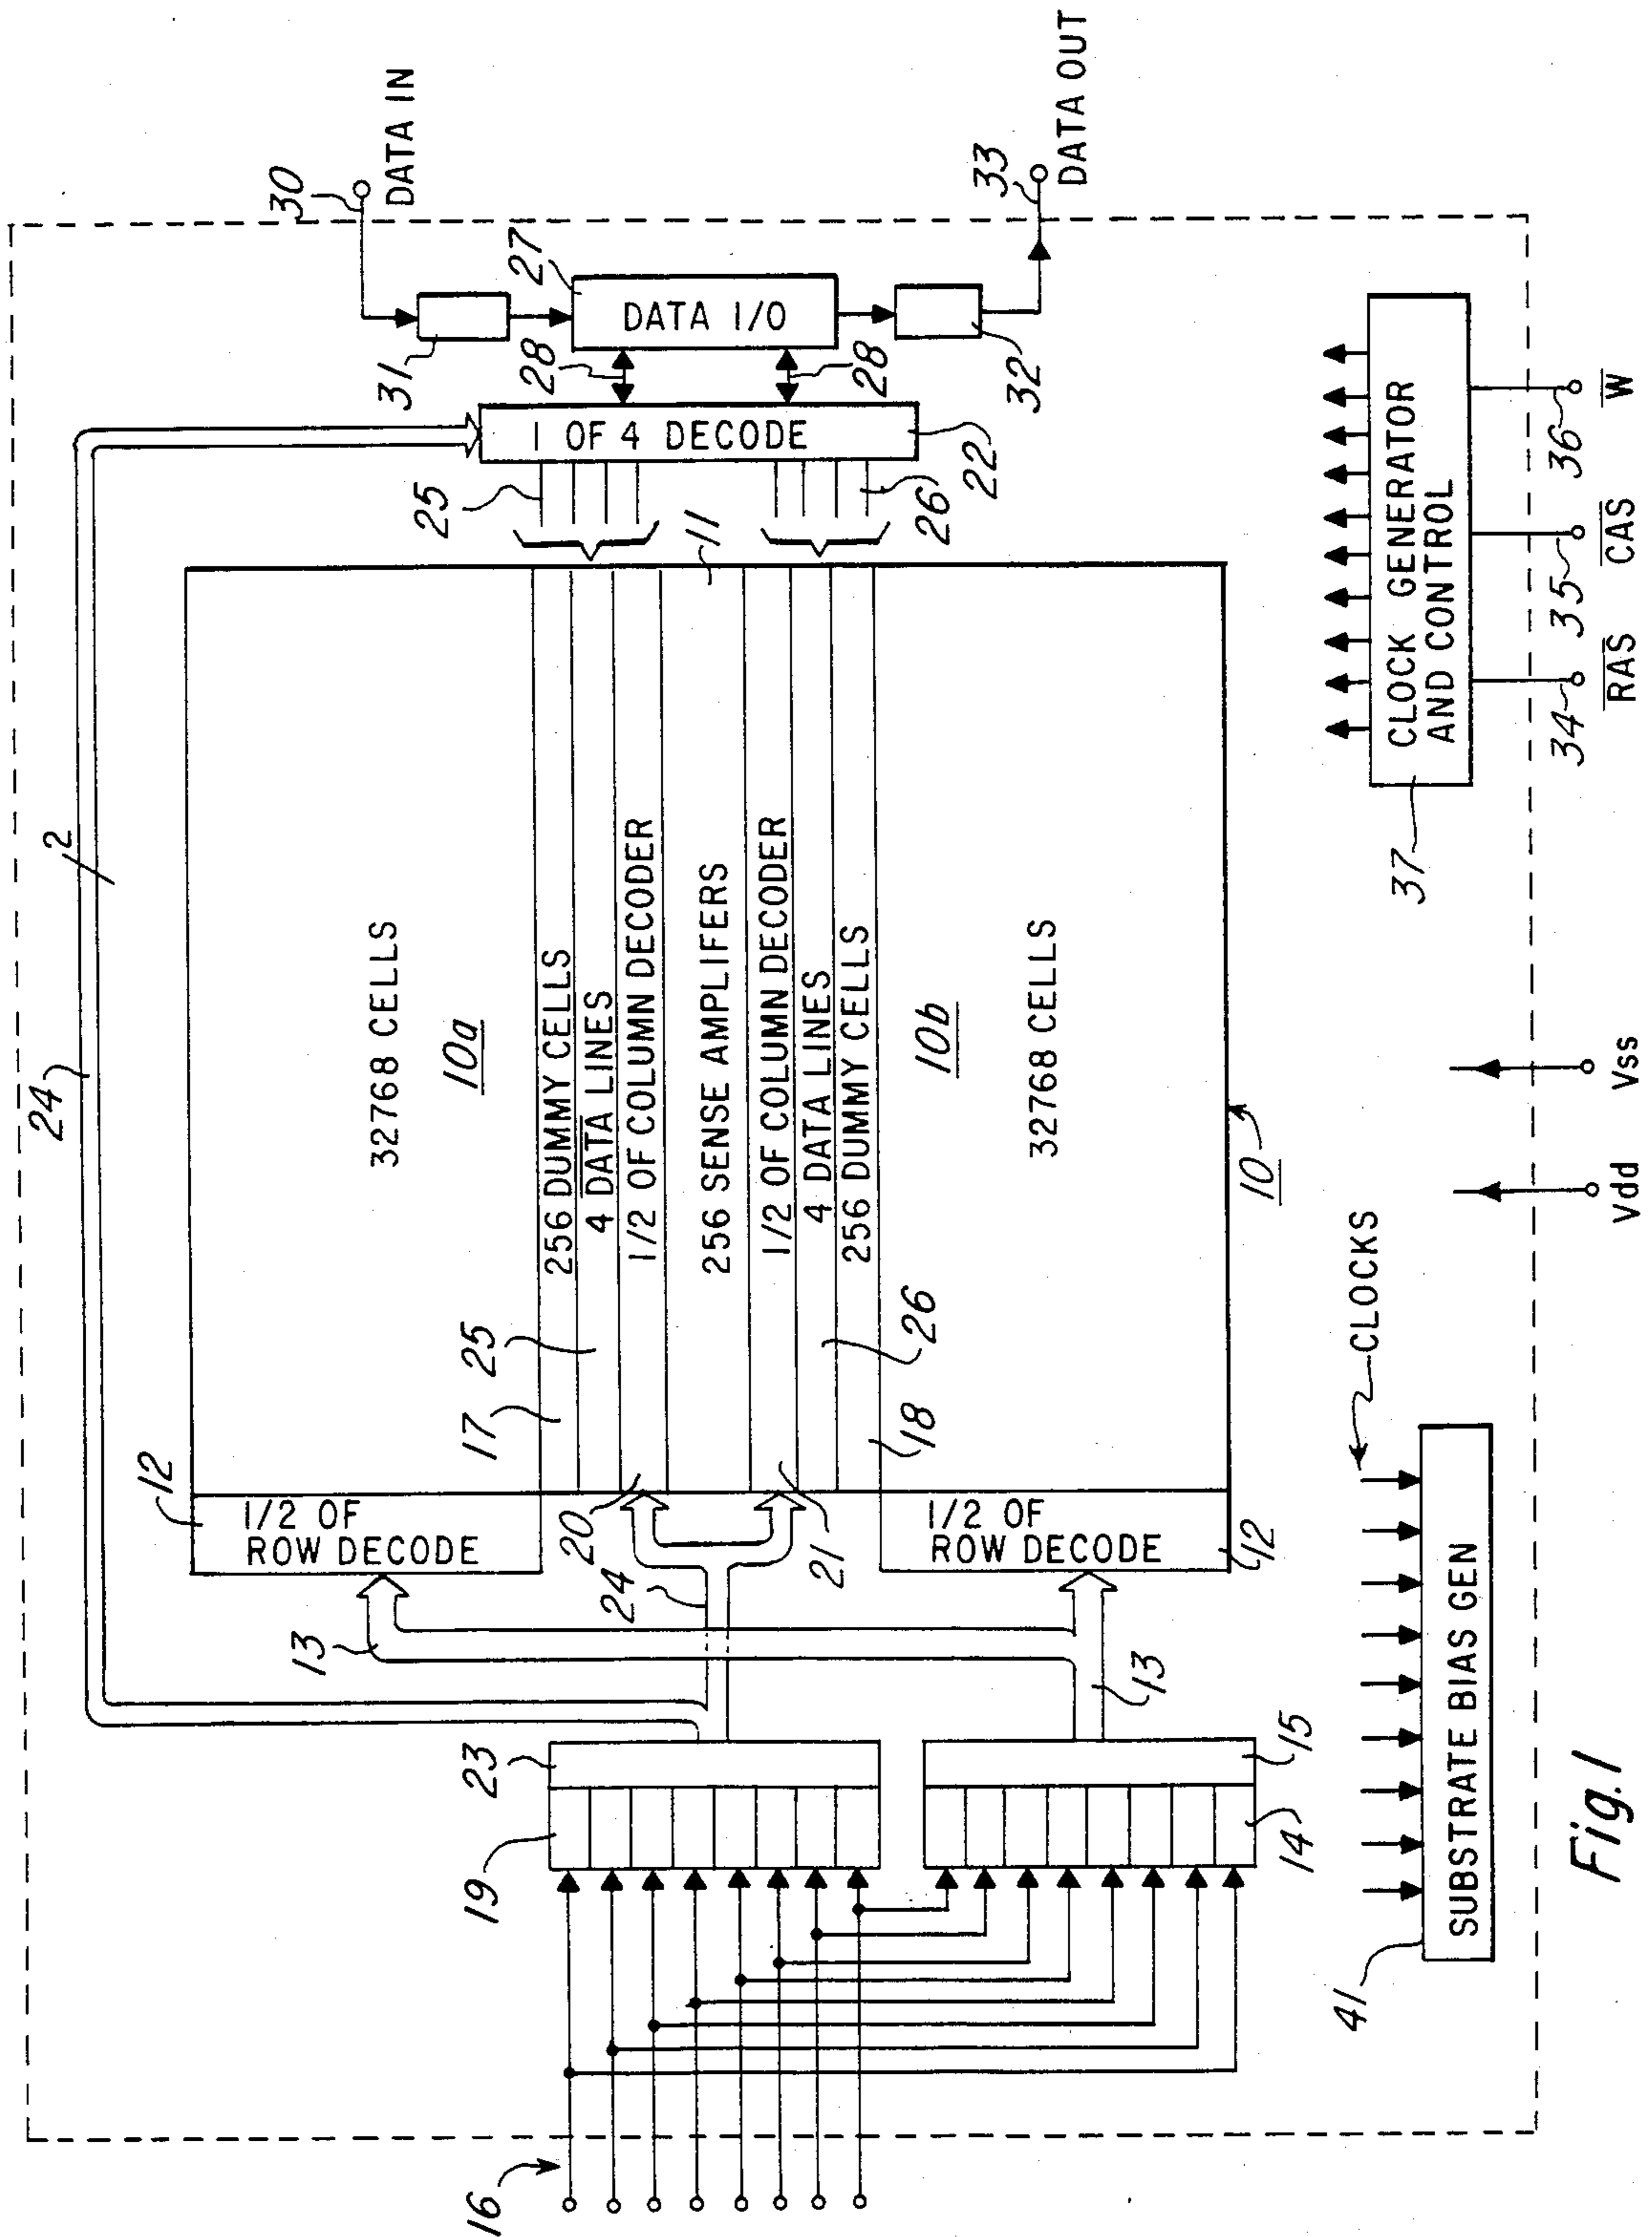 30
DATA IN
31
27
DATA I/O
28
28
32
33
DATA OUT
24
2
1 OF 4 DECODE
25
26
22
11
32768 CELLS
10a
256 DUMMY CELLS
4 D̅A̅T̅A̅ LINES
1/2 OF COLUMN DECODER
256 SENSE AMPLIFERS
1/2 OF COLUMN DECODER
4 DATA LINES
256 DUMMY CELLS
10b
32768 CELLS
10
17
25
26
18
12
1/2 OF
ROW DECODE
20
21
24
1/2 OF
ROW DECODE
12
13
13
23
19
15
14
16
CLOCK GENERATOR
AND CONTROL
37
34
35
36
R̅A̅S̅
C̅A̅S̅
W̅
Vdd
Vss
CLOCKS
SUBSTRATE BIAS GEN
41
Fig.1